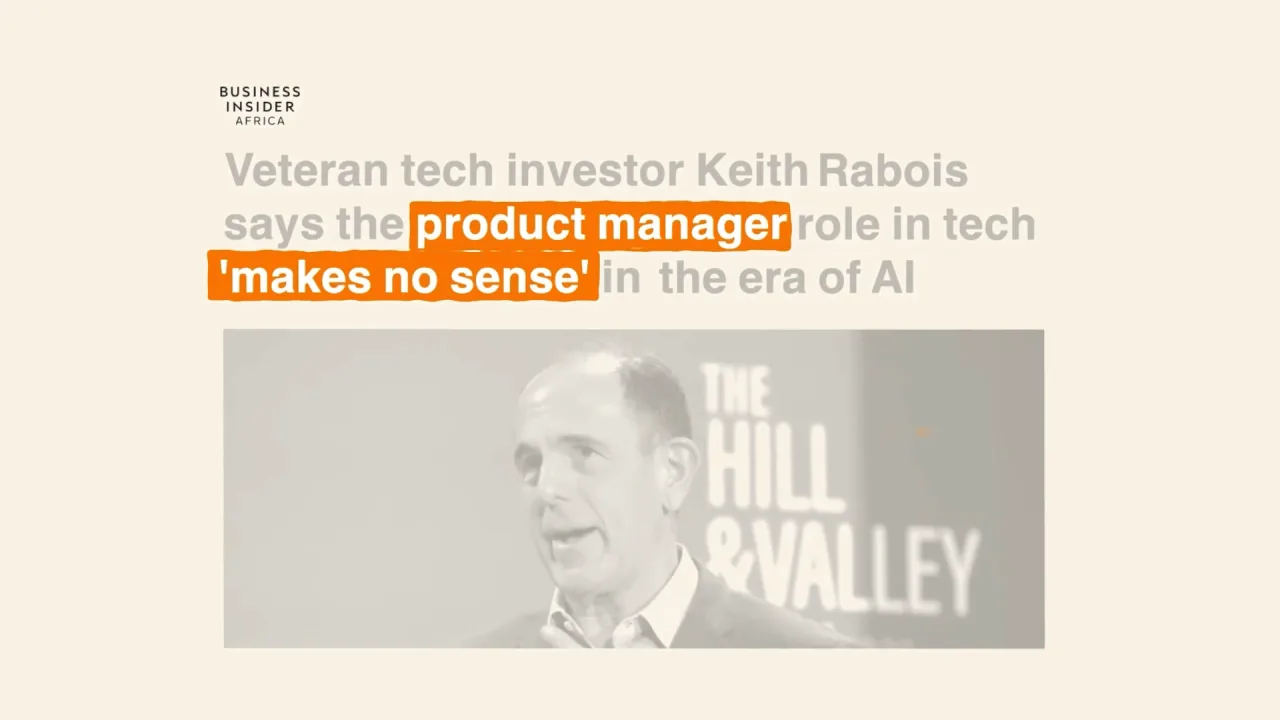 BUSINESS
INSIDER
AFRICA
Veteran tech investor Keith Rabois
says the product manager role in tech
'makes no sense' in the era of AI
THE
HILL
&VALLEY